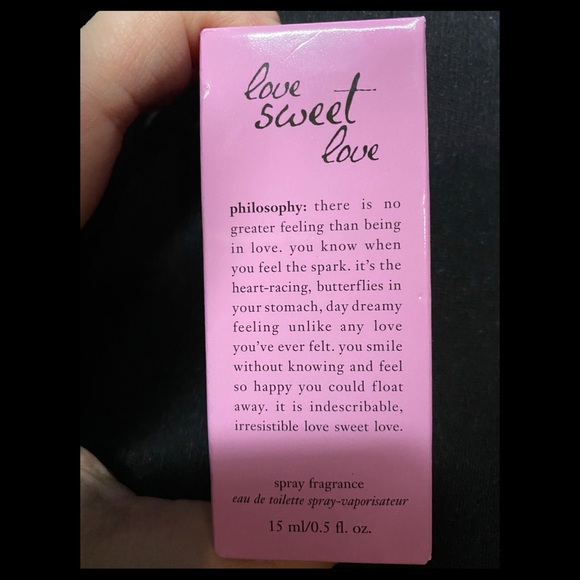 love
sweet
love
philosophy: there is no
greater feeling than being
in love. you know when
you feel the spark. it's the
heart-racing, butterflies in
your stomach, day dreamy
feeling unlike any love
you've ever felt. you smile
without knowing and feel
so happy you could float
away. it is indescribable,
irresistible love sweet love.
spray fragrance
eau de toilette spray-vaporisateur
15 ml/0.5 fl. oz.